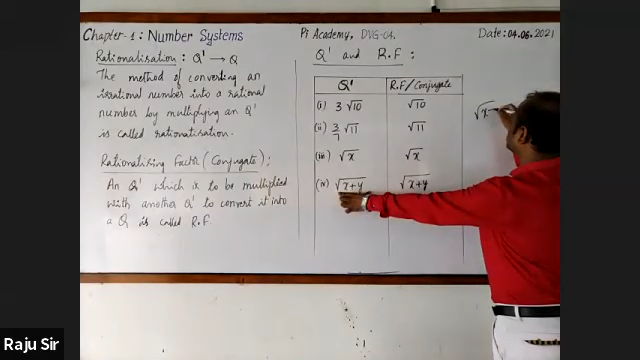 Chapter-1: Number Systems
Pi Academy, DVG-04.
Date: 04.06.2021
Rationalisation: Q' → Q
The method of converting an
irrational number into a rational
number by multiplying an Q'
is called rationalisation.
Rationalising Factor (Conjugate):
An Q' which is to be multiplied
with another Q' to convert it into
a Q is called R.F.
Q' and R.F:
Q' R.F/Conjugate
(i) 3√10 √10
(ii) 3/7 √11 √11
(iii) √x √x
(iv) √x+y √x+y
√x
Raju Sir